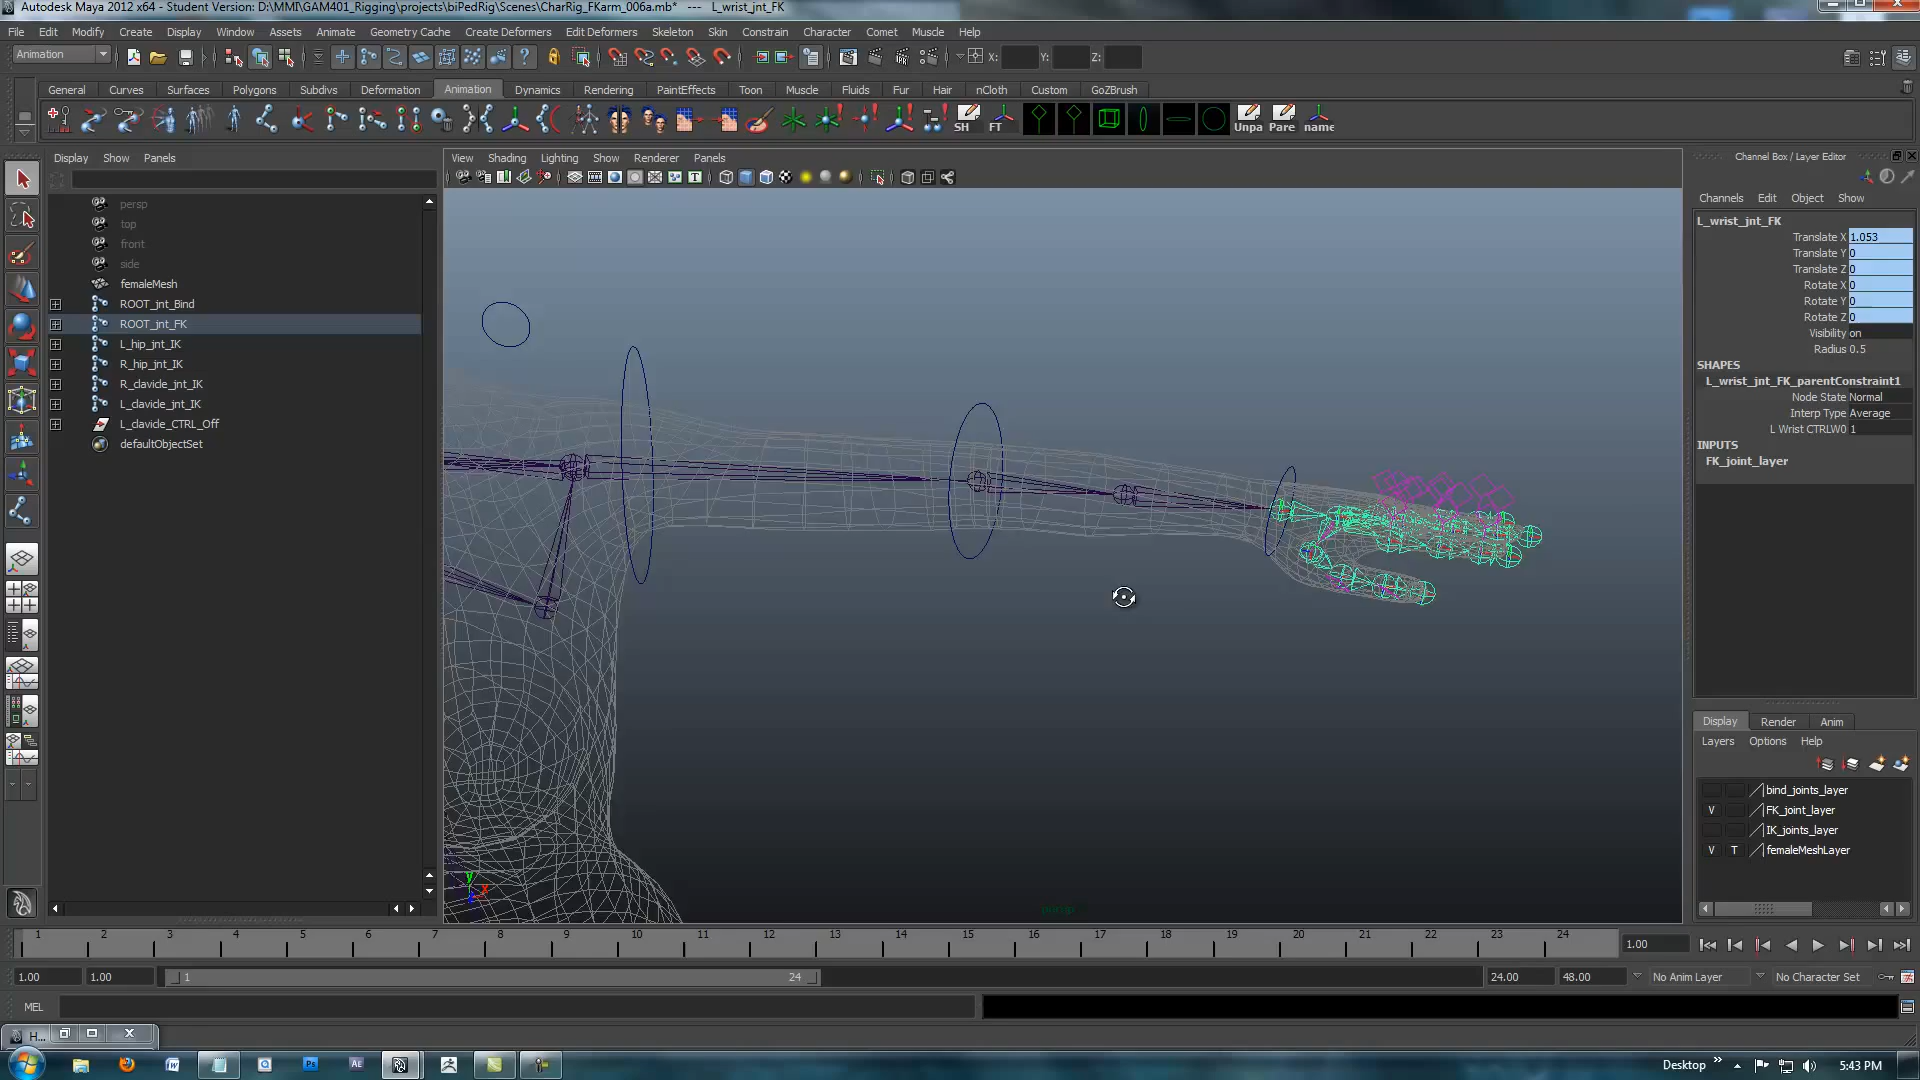 Autodesk Maya 2012 x64 - Student Version: D:\MMI\GAM401_Rigging\projects\biPedRig\Scenes\CharRig_FKarm_006a.mb* --- L_wrist_jnt_FK
File Edit Modify Create Display Window Assets Animate Geometry Cache Create Deformers Edit Deformers Skeleton Skin Constrain Character Comet Muscle Help
Animation X: Y: Z:
General Curves Surfaces Polygons Subdivs Deformation Animation Dynamics Rendering PaintEffects Toon Muscle Fluids Fur Hair nCloth Custom GoZBrush
SH FT Unpa Pare name
Display Show Panels
View Shading Lighting Show Renderer Panels
Channel Box / Layer Editor
Channels Edit Object Show
persp
top
front
side
femaleMesh
ROOT_jnt_Bind
ROOT_jnt_FK
L_hip_jnt_IK
R_hip_jnt_IK
R_clavide_jnt_IK
L_clavide_jnt_IK
L_clavide_CTRL_Off
defaultObjectSet
y
x
persp
L_wrist_jnt_FK
Translate X 1.053
Translate Y 0
Translate Z 0
Rotate X 0
Rotate Y 0
Rotate Z 0
Visibility on
Radius 0.5
SHAPES
L_wrist_jnt_FK_parentConstraint1
Node State Normal
Interp Type Average
L Wrist CTRLW0 1
INPUTS
FK_joint_layer
Display Render Anim
Layers Options Help
bind_joints_layer
V FK_joint_layer
IK_joints_layer
V T femaleMeshLayer
1 2 3 4 5 6 7 8 9 10 11 12 13 14 15 16 17 18 19 20 21 22 23 24 1.00
1.00 1.00 1 24 24.00 48.00 No Anim Layer No Character Set
MEL
H...
Desktop 5:43 PM